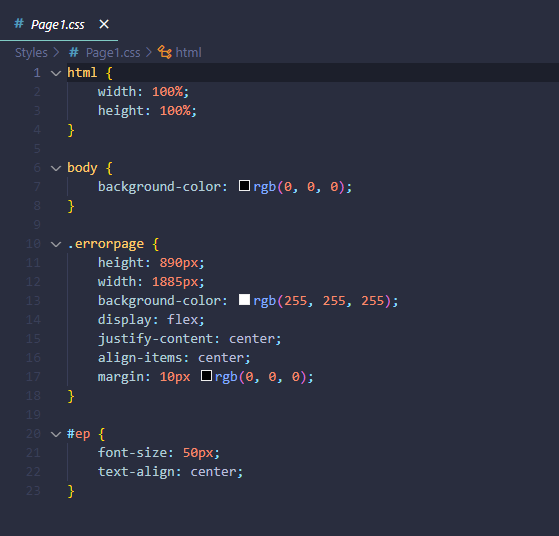 # Page1.css ×
Styles > # Page1.css > html
1 html {
2     width: 100%;
3     height: 100%;
4 }
5
6 body {
7     background-color: rgb(0, 0, 0);
8 }
9
10 .errorpage {
11     height: 890px;
12     width: 1885px;
13     background-color: rgb(255, 255, 255);
14     display: flex;
15     justify-content: center;
16     align-items: center;
17     margin: 10px rgb(0, 0, 0);
18 }
19
20 #ep {
21     font-size: 50px;
22     text-align: center;
23 }